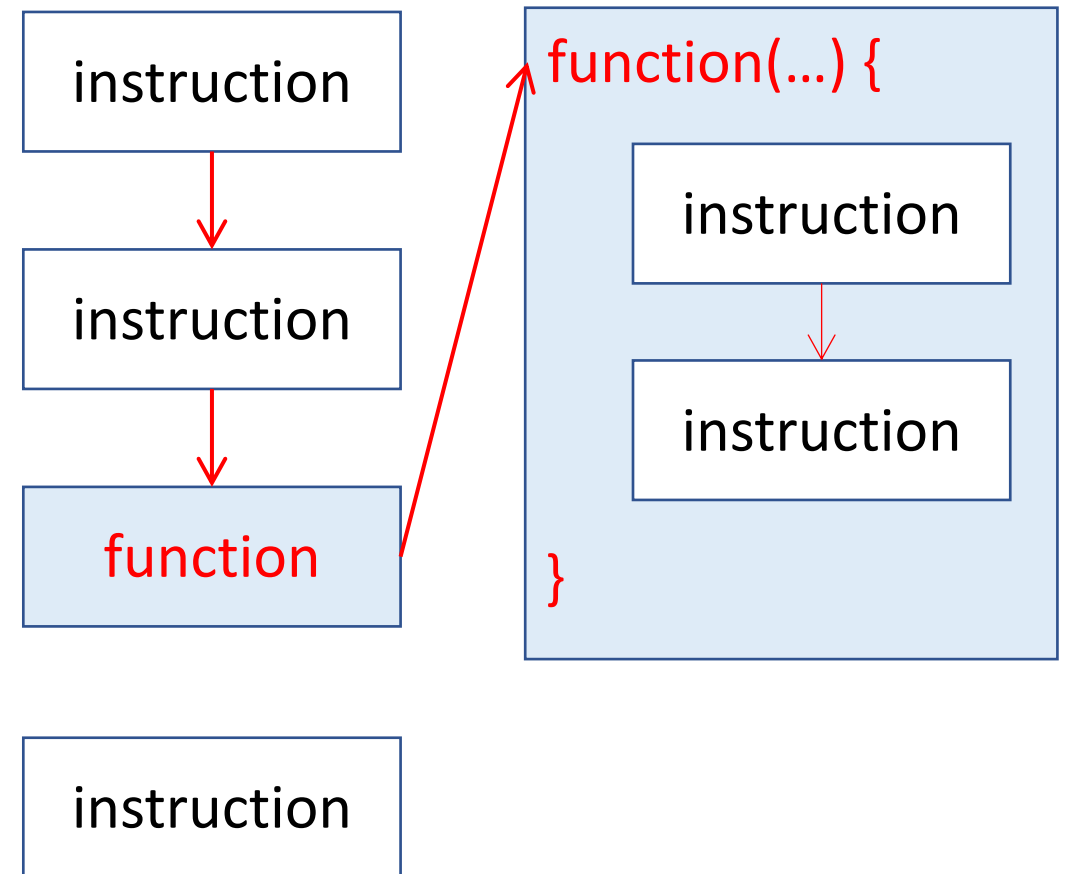 instruction
instruction
function
instruction
function(…) {
instruction
instruction
}